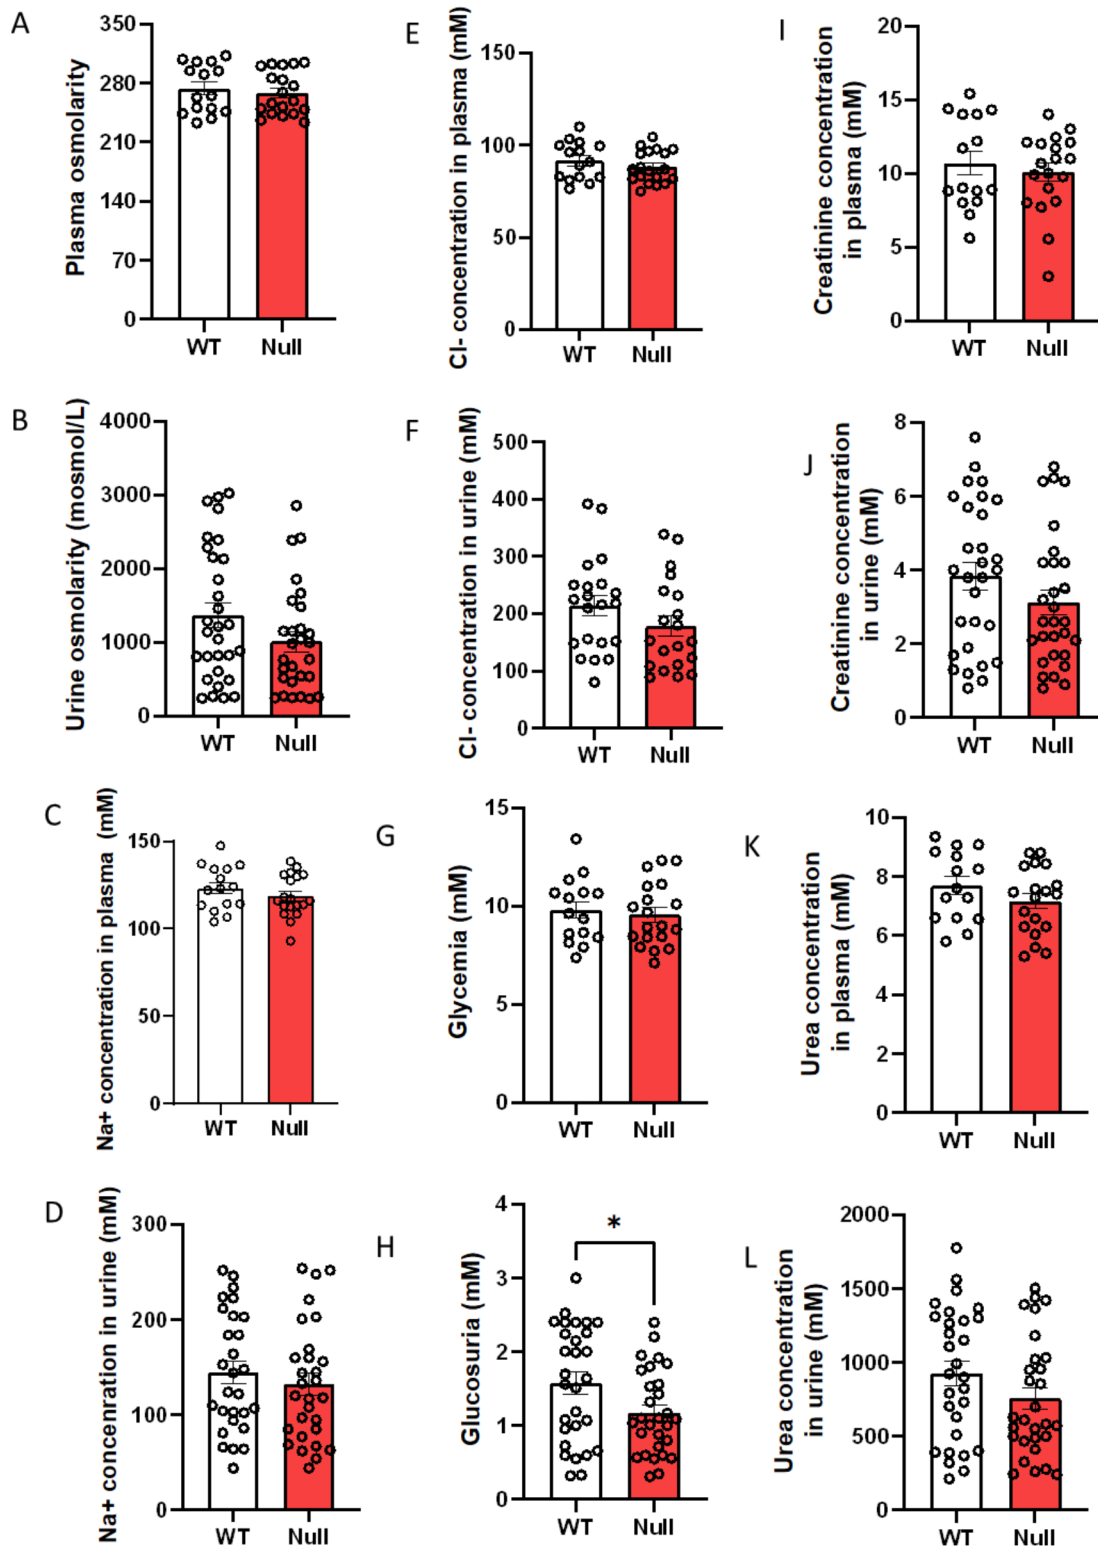 A
Plasma osmolarity
350
280
210
140
70
0
WT Null
B
Urine osmolarity (mosmol/L)
4000
3000
2000
1000
0
WT Null
C
Na+ concentration in plasma (mM)
150
100
50
0
WT Null
D
Na+ concenration in urine (mM)
300
200
100
0
WT Null
E
Cl- concentration in plasma (mM)
150
100
50
0
WT Null
F
Cl- concentration in urine (mM)
500
400
300
200
100
0
WT Null
G
Glycemia (mM)
15
10
5
0
WT Null
H
Glucosuria (mM)
4
3
2
1
0
*
WT Null
I
Creatinine concentration
in plasma (mM)
20
15
10
5
0
WT Null
J
Creatinine concentration
in urine (mM)
8
6
4
2
0
WT Null
K
Urea concentration
in plasma (mM)
10
8
6
4
2
0
WT Null
L
Urea concentration
in urine (mM)
2000
1500
1000
500
0
WT Null